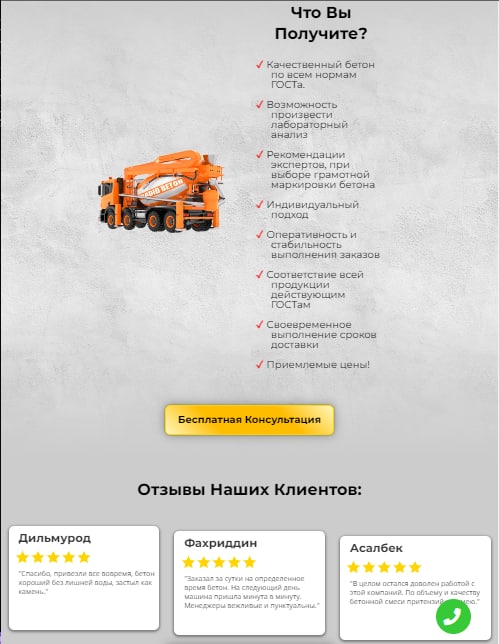 Что Вы
Получите?
✓ Качественный бетон
по всем нормам
ГОСТа.
✓ Возможность
произвести
лабораторный
анализ
✓ Рекомендации
экспертов, при
выборе грамотной
маркировки бетона
✓ Индивидуальный
подход
✓ Оперативность и
стабильность
выполнения заказов
✓ Соответствие всей
продукции
действующим
ГОСТам
✓ Своевременное
выполнение сроков
доставки
✓ Приемлемые цены!
BETON
Бесплатная Консультация
Отзывы Наших Клиентов:
Дильмурод
"Спасибо, привезли все вовремя, бетон
хороший без лишней воды, застыл как
камень."
Фахриддин
"Заказал за сутки на определенное
время бетон. На следующий день
машина пришла минута в минуту.
Менеджеры вежливые и пунктуальны."
Асалбек
"В целом остался доволен работой с
этой компанией. По объему и качеству
бетонной смеси претензий